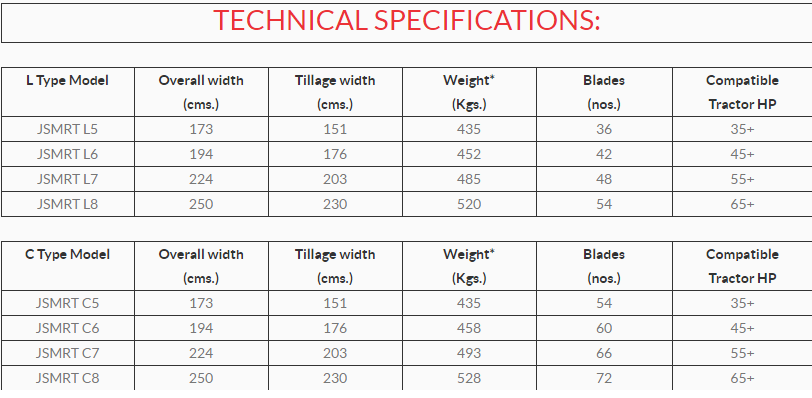 TECHNICAL SPECIFICATIONS:
L Type Model Overall width (cms.) Tillage width (cms.) Weight* (Kgs.) Blades (nos.) Compatible Tractor HP
JSMRT L5 173 151 435 36 35+
JSMRT L6 194 176 452 42 45+
JSMRT L7 224 203 485 48 55+
JSMRT L8 250 230 520 54 65+
C Type Model Overall width (cms.) Tillage width (cms.) Weight* (Kgs.) Blades (nos.) Compatible Tractor HP
JSMRT C5 173 151 435 54 35+
JSMRT C6 194 176 458 60 45+
JSMRT C7 224 203 493 66 55+
JSMRT C8 250 230 528 72 65+